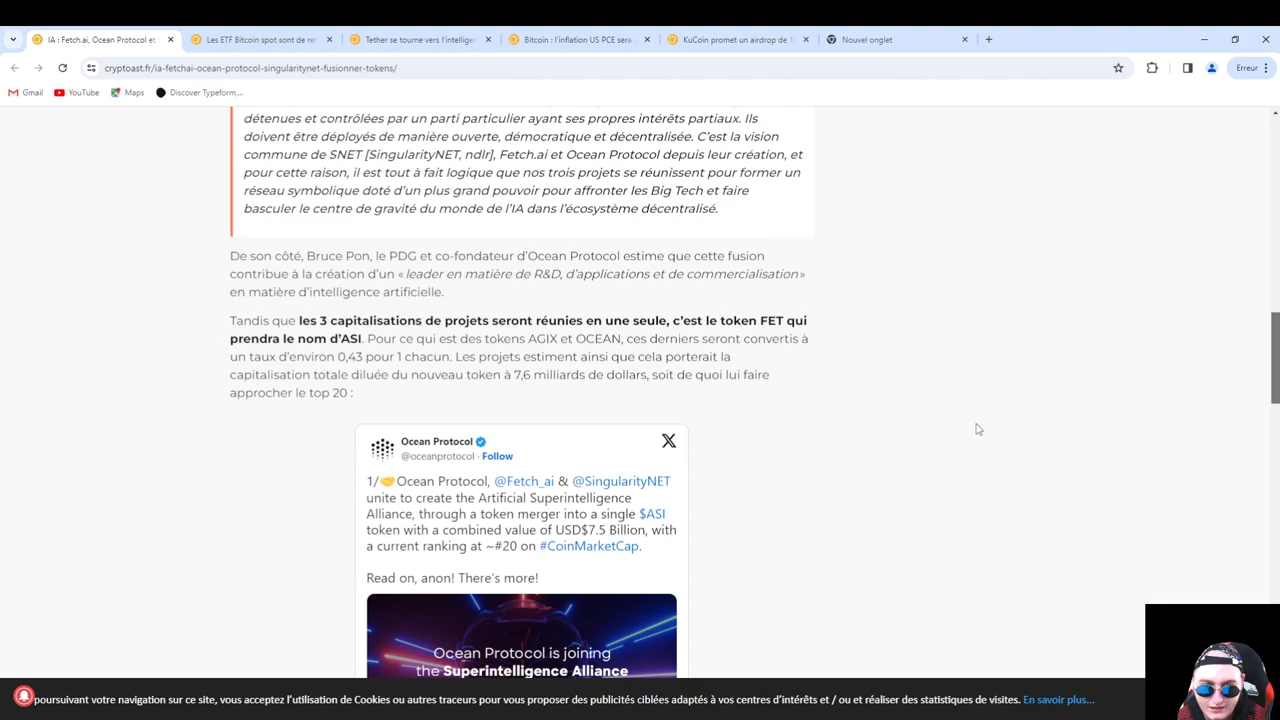 IA : Fetch.ai, Ocean Protocol et
Les ETF Bitcoin spot sont de re
Tether se tourne vers l'intellige
Bitcoin : l'inflation US PCE sera
KuCoin promet un airdrop de 1
Nouvel onglet
cryptoast.fr/ia-fetchai-ocean-protocol-singularitynet-fusionner-tokens/
Erreur
Gmail
YouTube
Maps
Discover Typeform,...
détenues et contrôlées par un parti particulier ayant ses propres intérêts partiaux. Ils
doivent être déployés de manière ouverte, démocratique et décentralisée. C'est la vision
commune de SNET [SingularityNET, ndlr], Fetch.ai et Ocean Protocol depuis leur création, et
pour cette raison, il est tout à fait logique que nos trois projets se réunissent pour former un
réseau symbolique doté d'un plus grand pouvoir pour affronter les Big Tech et faire
basculer le centre de gravité du monde de l'IA dans l'écosystème décentralisé.
De son côté, Bruce Pon, le PDG et co-fondateur d'Ocean Protocol estime que cette fusion
contribue à la création d'un « leader en matière de R&D, d'applications et de commercialisation »
en matière d'intelligence artificielle.
Tandis que les 3 capitalisations de projets seront réunies en une seule, c'est le token FET qui
prendra le nom d'ASI. Pour ce qui est des tokens AGIX et OCEAN, ces derniers seront convertis à
un taux d'environ 0,43 pour 1 chacun. Les projets estiment ainsi que cela porterait la
capitalisation totale diluée du nouveau token à 7,6 milliards de dollars, soit de quoi lui faire
approcher le top 20 :
Ocean Protocol
@oceanprotocol · Follow
1/🤝Ocean Protocol, @Fetch_ai & @SingularityNET
unite to create the Artificial Superintelligence
Alliance, through a token merger into a single $ASI
token with a combined value of USD$7.5 Billion, with
a current ranking at ~#20 on #CoinMarketCap.
Read on, anon! There's more!
Ocean Protocol is joining
the Superintelligence Alliance
poursuivant votre navigation sur ce site, vous acceptez l'utilisation de Cookies ou autres traceurs pour vous proposer des publicités ciblées adaptés à vos centres d'intérêts et / ou et réaliser des statistiques de visites. En savoir plus...